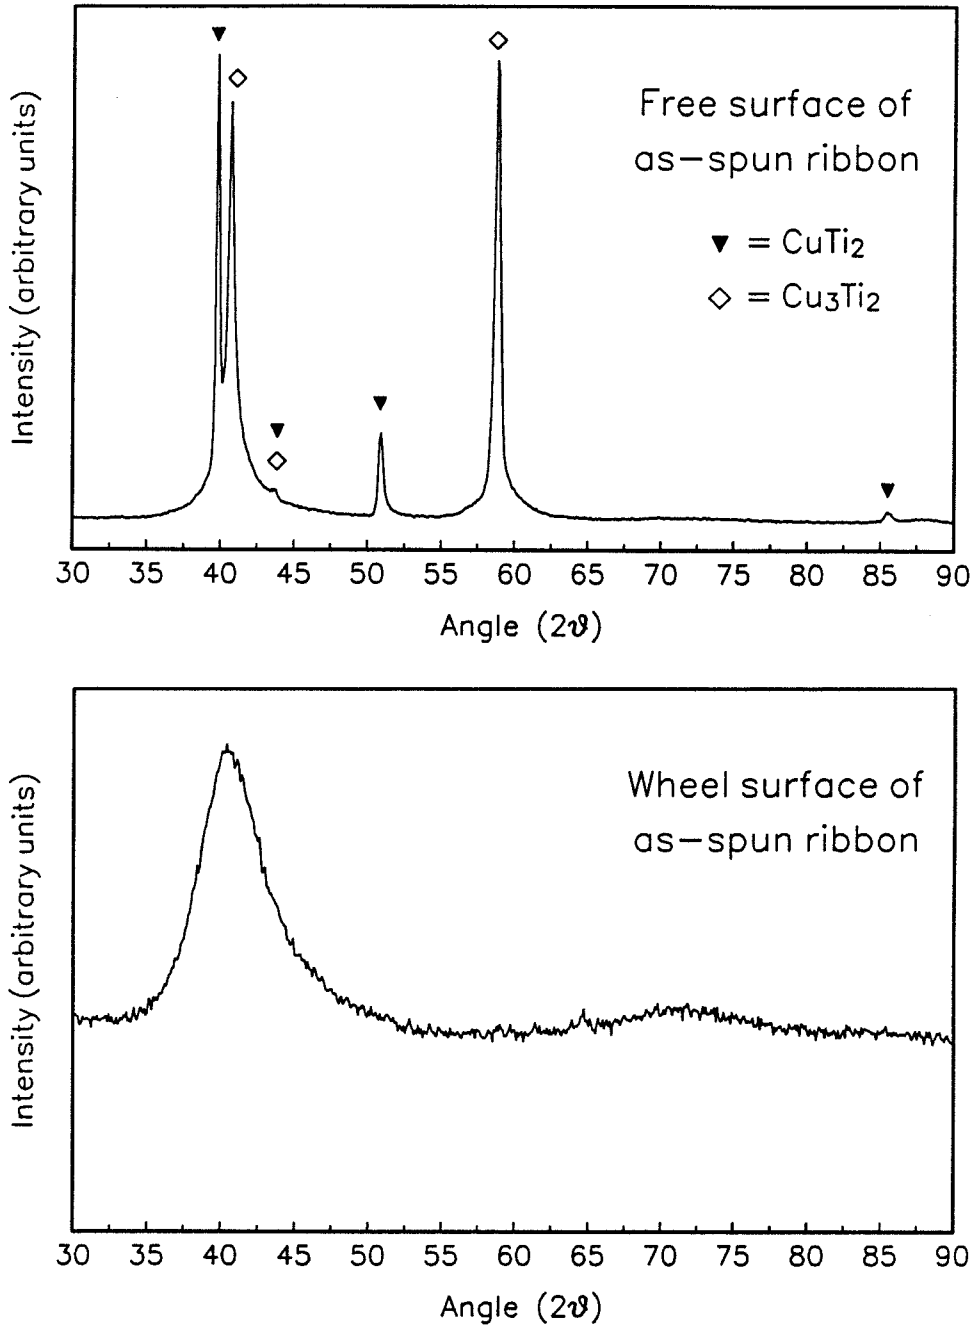 Intensity (arbitrary units)
Free surface of
as-spun ribbon
▼ = CuTi2
◇ = Cu3Ti2
30 35 40 45 50 55 60 65 70 75 80 85 90
Angle (2ϑ)
Intensity (arbitrary units)
Wheel surface of
as-spun ribbon
30 35 40 45 50 55 60 65 70 75 80 85 90
Angle (2ϑ)